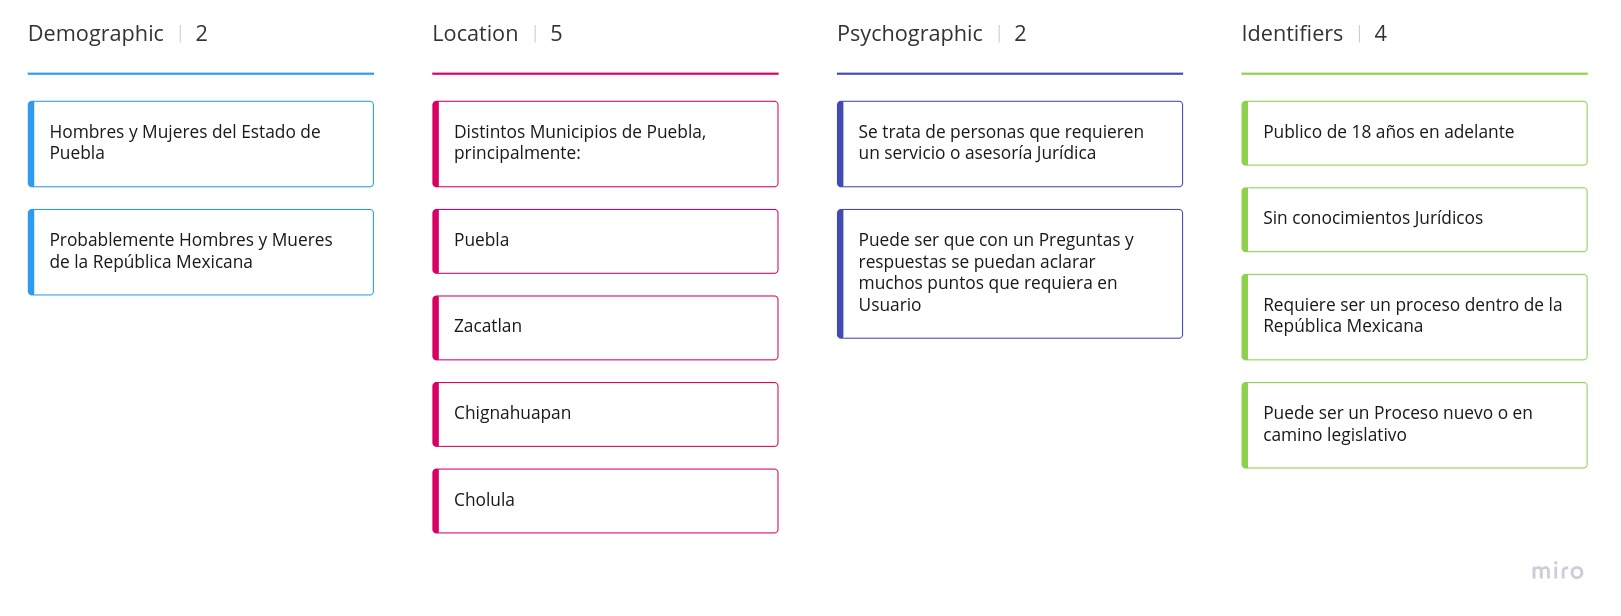 Demographic | 2
Hombres y Mujeres del Estado de
Puebla
Probablemente Hombres y Mueres
de la República Mexicana
Location | 5
Distintos Municipios de Puebla,
principalmente:
Puebla
Zacatlan
Chignahuapan
Cholula
Psychographic | 2
Se trata de personas que requieren
un servicio o asesoría Jurídica
Puede ser que con un Preguntas y
respuestas se puedan aclarar
muchos puntos que requiera en
Usuario
Identifiers | 4
Publico de 18 años en adelante
Sin conocimientos Jurídicos
Requiere ser un proceso dentro de la
República Mexicana
Puede ser un Proceso nuevo o en
camino legislativo
miro